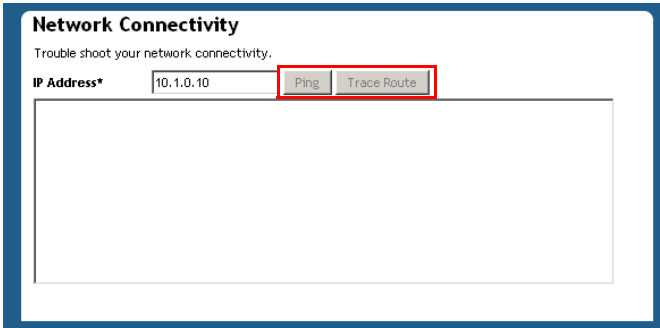 Network Connectivity
Trouble shoot your network connectivity.
IP Address* 10.1.0.10 Ping Trace Route